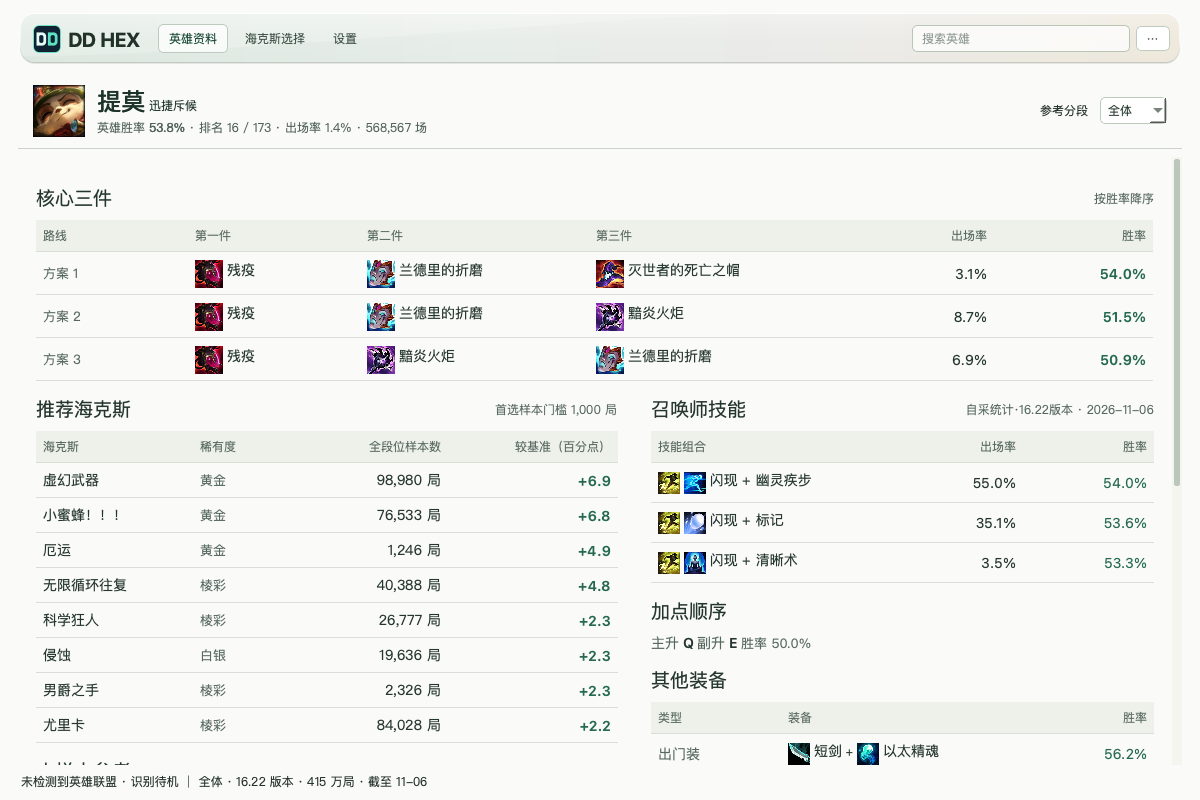 DD DD HEX 英雄资料 海克斯选择 设置 搜索英雄 ...
提莫 迅捷斥候
英雄胜率 53.8% · 排名 16 / 173 · 出场率 1.4% · 568,567 场
参考分段 全体
核心三件 按胜率降序
路线 第一件 第二件 第三件 出场率 胜率
方案 1 残疫 兰德里的折磨 灭世者的死亡之帽 3.1% 54.0%
方案 2 残疫 兰德里的折磨 黯炎火炬 8.7% 51.5%
方案 3 残疫 黯炎火炬 兰德里的折磨 6.9% 50.9%
推荐海克斯 首选样本门槛 1,000 局
海克斯 稀有度 全段位样本数 较基准（百分点）
虚幻武器 黄金 98,980 局 +6.9
小蜜蜂！！！ 黄金 76,533 局 +6.8
厄运 黄金 1,246 局 +4.9
无限循环往复 棱彩 40,388 局 +4.8
科学狂人 棱彩 26,777 局 +2.3
侵蚀 白银 19,636 局 +2.3
男爵之手 棱彩 2,326 局 +2.3
尤里卡 棱彩 84,028 局 +2.2
召唤师技能 自采统计·16.22版本 · 2026–11–06
技能组合 出场率 胜率
闪现 + 幽灵疾步 55.0% 54.0%
闪现 + 标记 35.1% 53.6%
闪现 + 清晰术 3.5% 53.3%
加点顺序
主升 Q 副升 E 胜率 50.0%
其他装备
类型 装备 胜率
出门装 短剑 + 以太精魂 56.2%
未检测到英雄联盟 · 识别待机 | 全体 · 16.22 版本 · 415 万局 · 截至 11–06